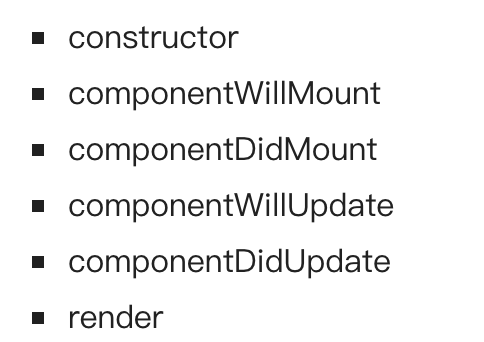 ▪ constructor
▪ componentWillMount
▪ componentDidMount
▪ componentWillUpdate
▪ componentDidUpdate
▪ render